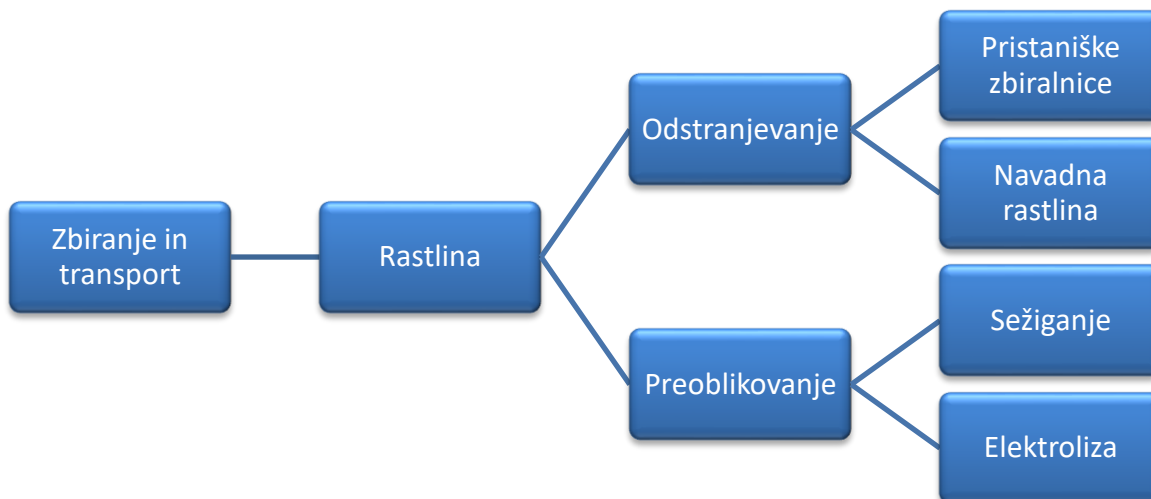 Zbiranje in
transport
Rastlina
Odstranjevanje
Pristaniške
zbiralnice
Navadna
rastlina
Preoblikovanje
Sežiganje
Elektroliza